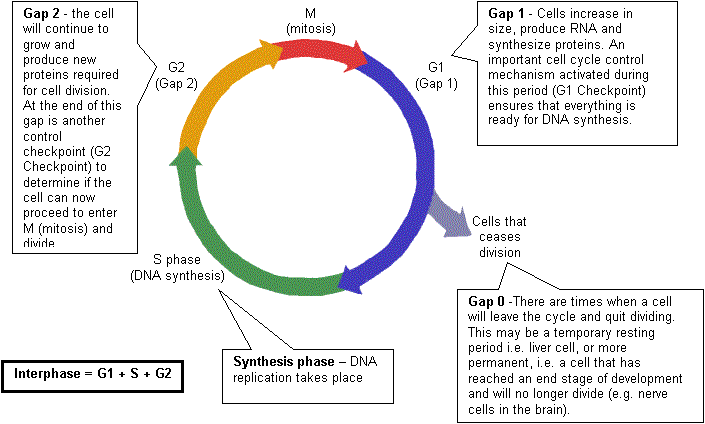 Gap 2 - the cell
will continue to
grow and
produce new
proteins required
for cell division.
At the end of this
gap is another
control
checkpoint (G2
Checkpoint) to
determine if the
cell can now
proceed to enter
M (mitosis) and
divide
M
(mitosis)
G2
(Gap 2)
G1
(Gap 1)
Gap 1 - Cells increase in
size, produce RNA and
synthesize proteins. An
important cell cycle control
mechanism activated during
this period (G1 Checkpoint)
ensures that everything is
ready for DNA synthesis.
Cells that
ceases
division
S phase
(DNA synthesis)
Gap 0 -There are times when a cell
will leave the cycle and quit dividing.
This may be a temporary resting
period i.e. liver cell, or more
permanent, i.e. a cell that has
reached an end stage of development
and will no longer divide (e.g. nerve
cells in the brain).
Synthesis phase – DNA
replication takes place
Interphase = G1 + S + G2